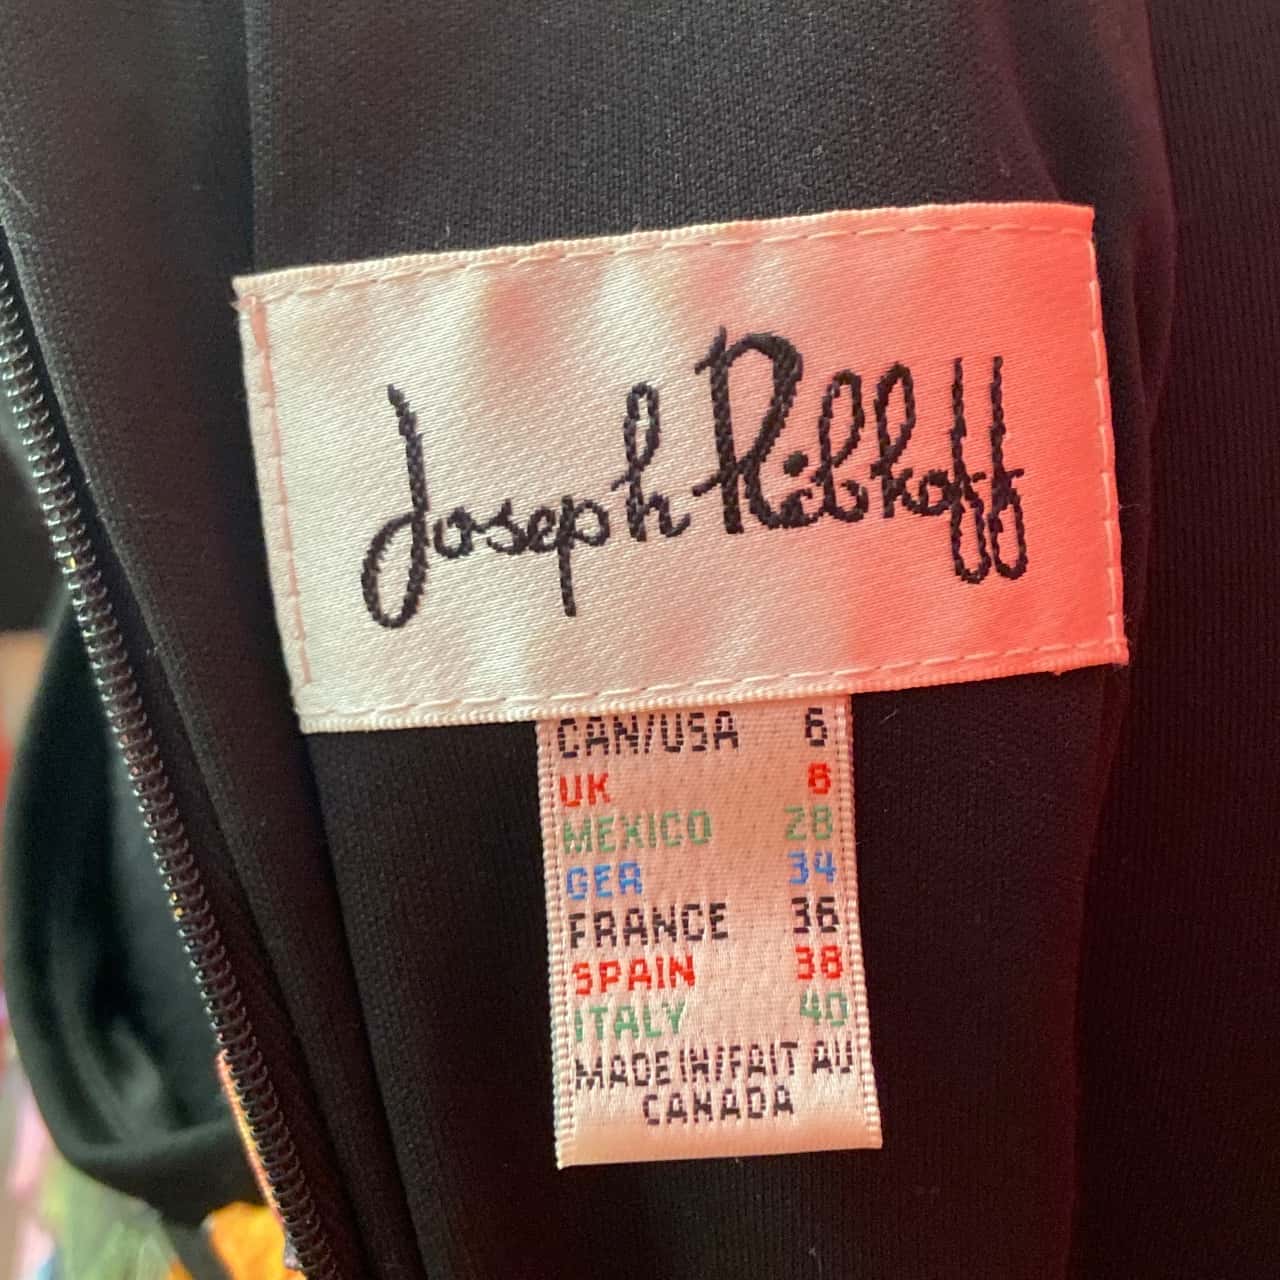 Joseph Ribkoff
CAN/USA 6
UK 8
MEXICO 28
GER 34
FRANCE 36
SPAIN 38
ITALY 40
MADE IN/FAIT AU
CANADA